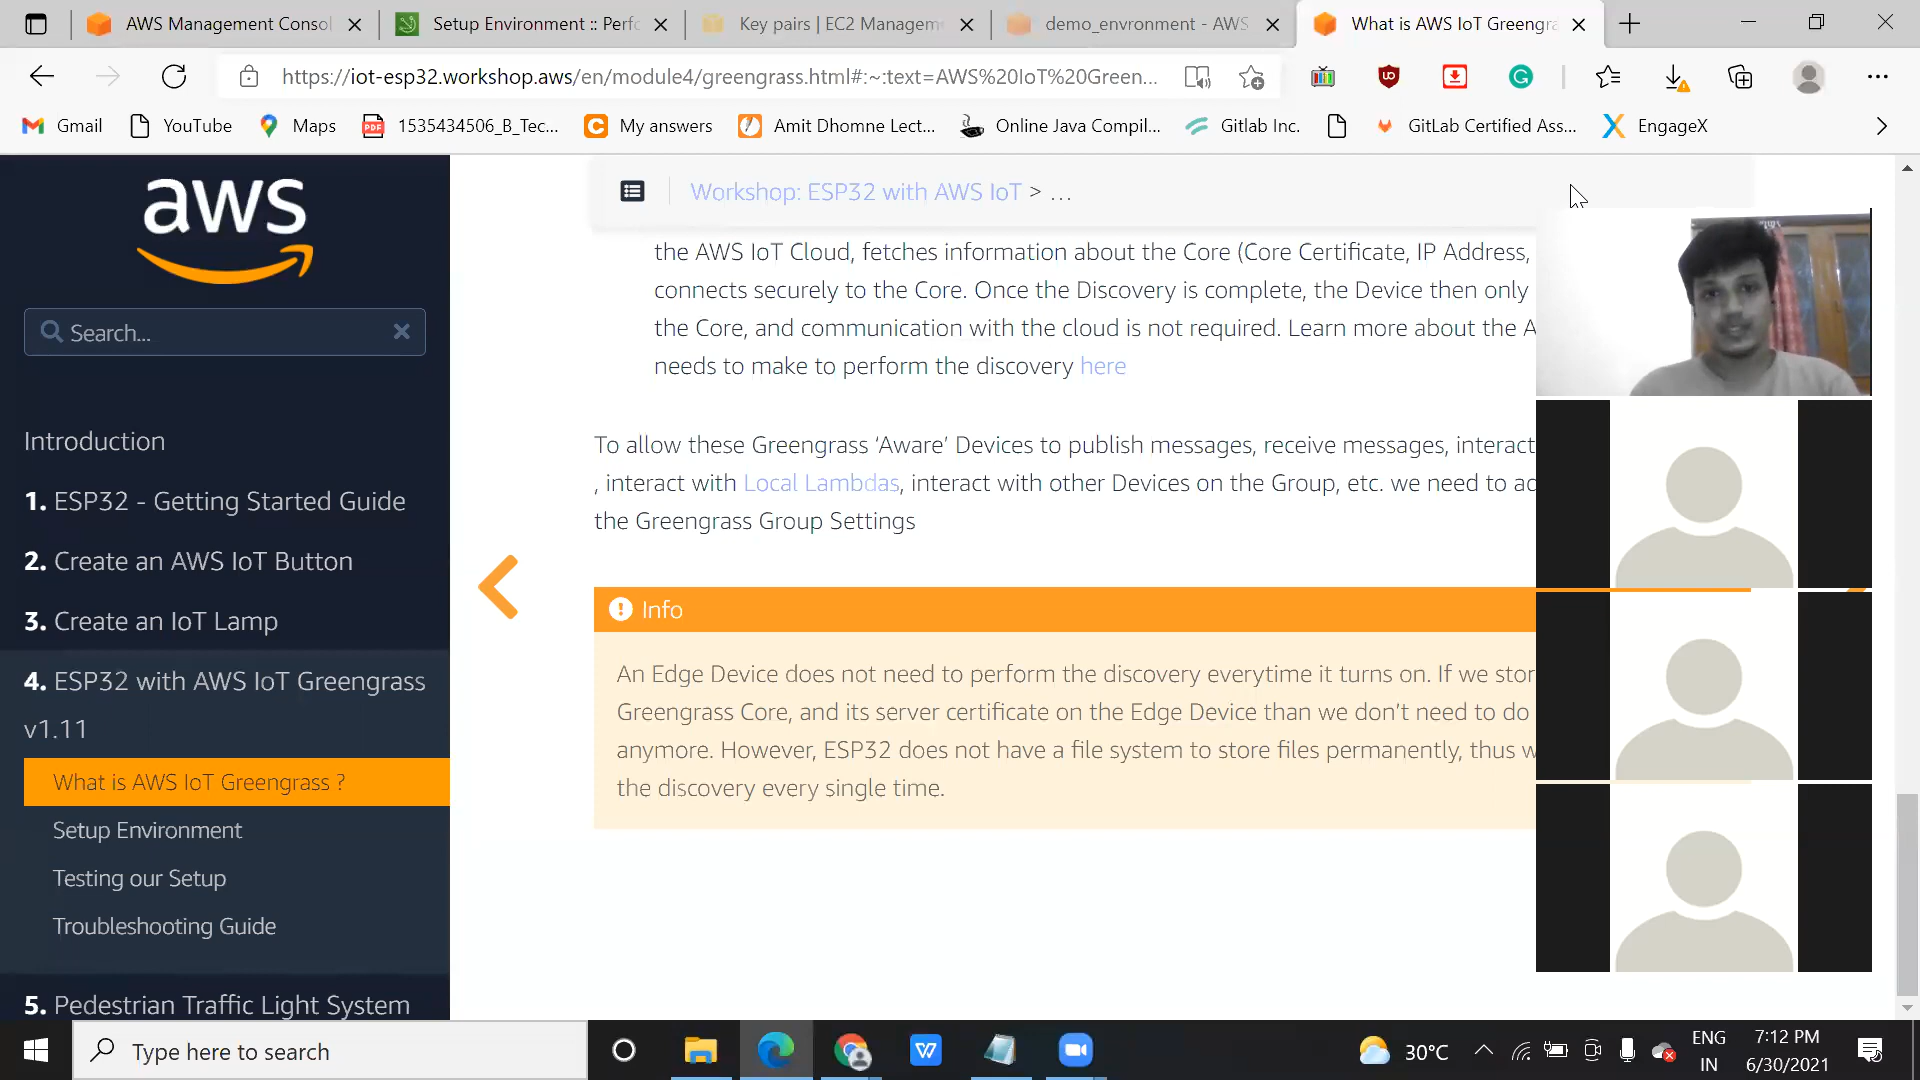 AWS Management Consol
Setup Environment :: Perfo
Key pairs | EC2 Managem
demo_envronment - AWS
What is AWS IoT Greengra
https://iot-esp32.workshop.aws/en/module4/greengrass.html#:~:text=AWS%20IoT%20Green...
Gmail
YouTube
Maps
1535434506_B_Tec...
My answers
Amit Dhomne Lect...
Online Java Compil...
Gitlab Inc.
GitLab Certified Ass...
EngageX
aws
Search...
Introduction
1. ESP32 - Getting Started Guide
2. Create an AWS IoT Button
3. Create an IoT Lamp
4. ESP32 with AWS IoT Greengrass
v1.11
What is AWS IoT Greengrass ?
Setup Environment
Testing our Setup
Troubleshooting Guide
5. Pedestrian Traffic Light System
Workshop: ESP32 with AWS IoT > ...
the AWS IoT Cloud, fetches information about the Core (Core Certificate, IP Address,
connects securely to the Core. Once the Discovery is complete, the Device then only
the Core, and communication with the cloud is not required. Learn more about the A
needs to make to perform the discovery here
To allow these Greengrass ‘Aware’ Devices to publish messages, receive messages, interact
, interact with Local Lambdas, interact with other Devices on the Group, etc. we need to ad
the Greengrass Group Settings
Info
An Edge Device does not need to perform the discovery everytime it turns on. If we stor
Greengrass Core, and its server certificate on the Edge Device than we don't need to do
anymore. However, ESP32 does not have a file system to store files permanently, thus w
the discovery every single time.
Type here to search
30°C
ENG
IN
7:12 PM
6/30/2021